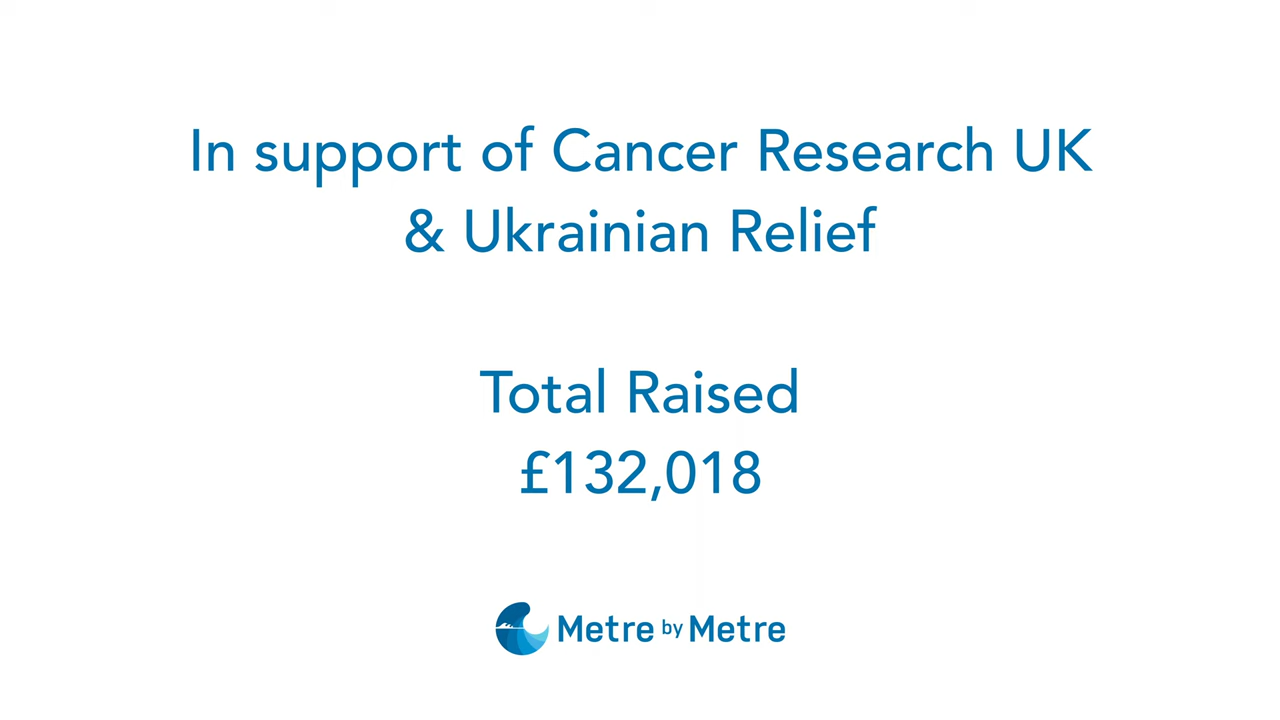 In support of Cancer Research UK
& Ukrainian Relief
Total Raised
£132,018
Metre by Metre